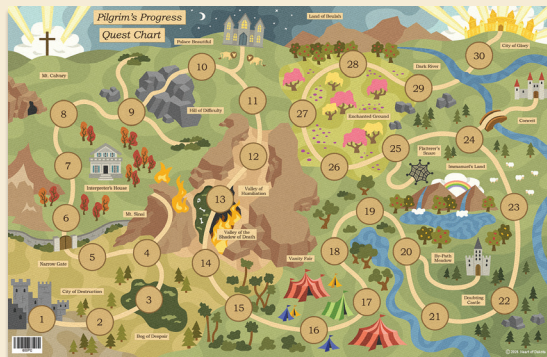 Pilgrim's Progress
Quest Chart
Land of Beulah
City of Glory
Palace Beautiful
Mt. Calvary
Dark River
Hill of Difficulty
Enchanted Ground
Conceit
Flatterer's
Snare
Immanuel's Land
Interpreter's House
Valley of
Humiliation
Mt. Sinai
Valley of the
Shadow of Death
Narrow Gate
Vanity Fair
By-Path
Meadow
City of Destruction
Doubting
Castle
Slog of Despair
1
2
3
4
5
6
7
8
9
10
11
12
13
14
15
16
17
18
19
20
21
22
23
24
25
26
27
28
29
30